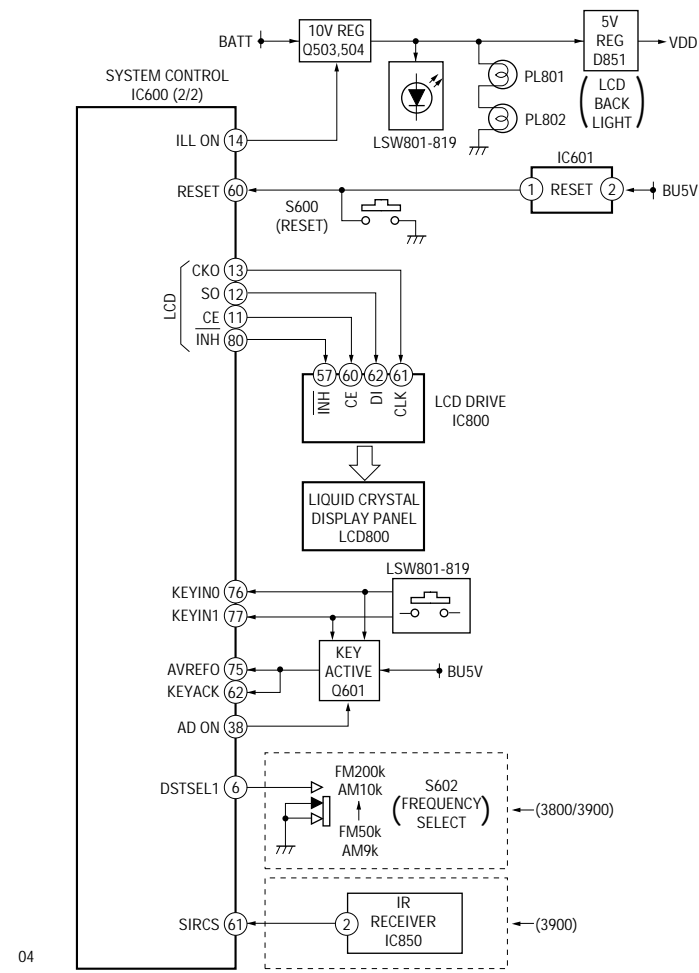 BATT
10V REG
Q503,504
5V
REG
D851
VDD
LSW801-819
PL801
PL802
LCD
BACK
LIGHT
SYSTEM CONTROL
IC600 (2/2)
ILL ON 14
RESET 60
S600
(RESET)
IC601
1 RESET 2
BU5V
LCD
CKO 13
SO 12
CE 11
INH 80
57 60 62 61
INH CE DI CLK
LCD DRIVE
IC800
LIQUID CRYSTAL
DISPLAY PANEL
LCD800
LSW801-819
KEYIN0 76
KEYIN1 77
AVREFO 75
KEYACK 62
AD ON 38
KEY
ACTIVE
Q601
BU5V
DSTSEL1 6
FM200k
AM10k
FM50k
AM9k
S602
(FREQUENCY
SELECT)
(3800/3900)
SIRCS 61
2
IR
RECEIVER
IC850
(3900)
04